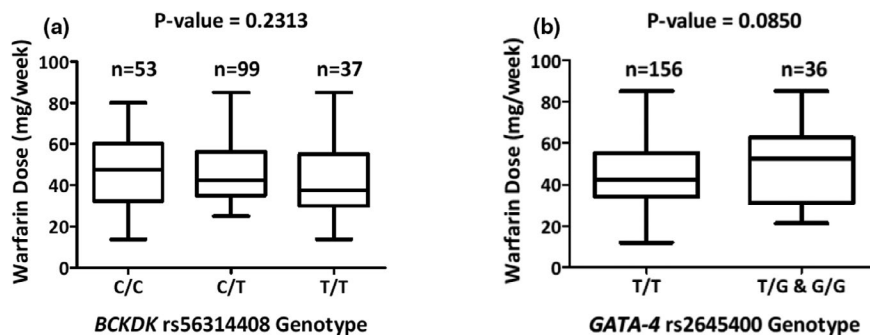 (a)
P-value = 0.2313
n=53 n=99 n=37
Warfarin Dose (mg/week)
100
80
60
40
20
0
C/C C/T T/T
BCKDK rs56314408 Genotype
(b)
P-value = 0.0850
n=156 n=36
Warfarin Dose (mg/week)
100
80
60
40
20
0
T/T T/G & G/G
GATA-4 rs2645400 Genotype